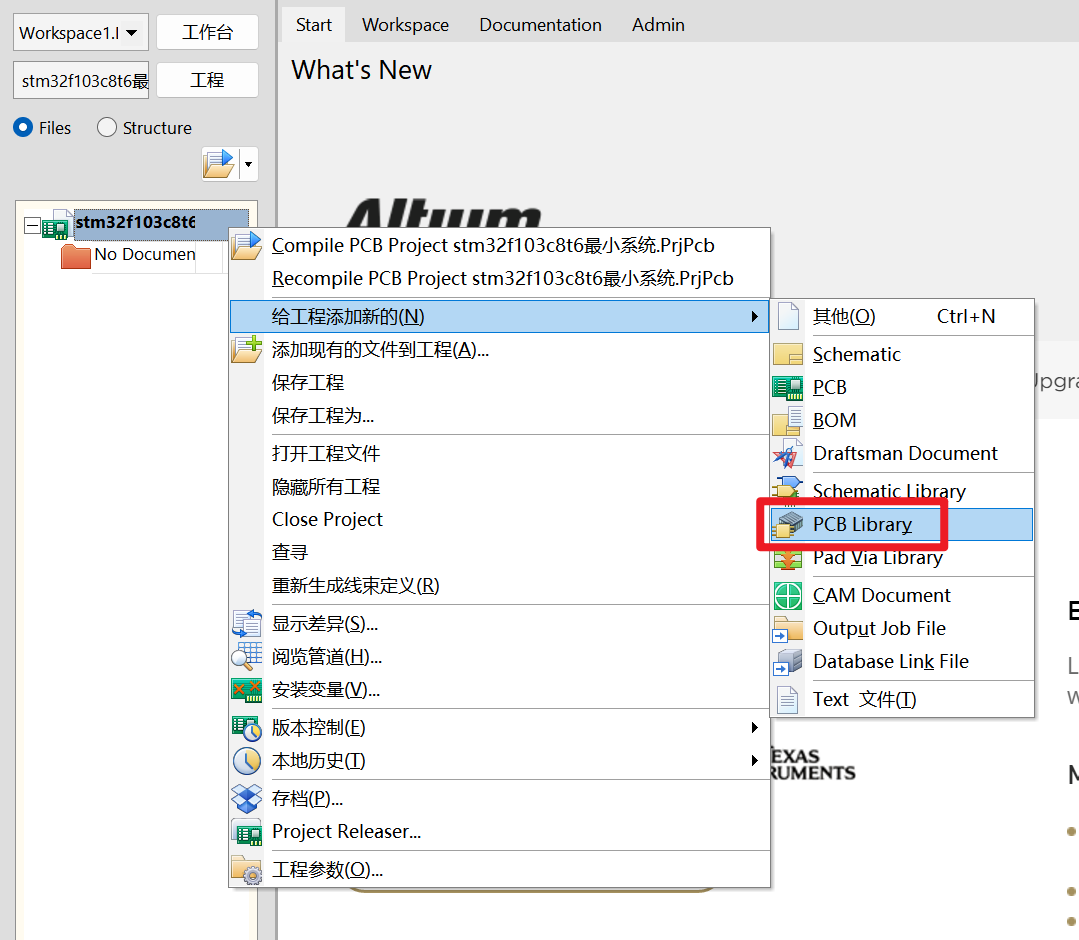 Workspace1.I
工作台
stm32f103c8t6最
工程
Files
Structure
stm32f103c8t6
No Documen
Start
Workspace
Documentation
Admin
What's New
Altium
Compile PCB Project stm32f103c8t6最小系统.PrjPcb
Recompile PCB Project stm32f103c8t6最小系统.PrjPcb
给工程添加新的(N)
添加现有的文件到工程(A)...
保存工程
保存工程为...
打开工程文件
隐藏所有工程
Close Project
查寻
重新生成线束定义(R)
显示差异(S)...
阅览管道(H)...
安装变量(V)...
版本控制(E)
本地历史(T)
存档(P)...
Project Releaser...
工程参数(O)...
其他(O) Ctrl+N
Schematic
PCB
BOM
Draftsman Document
Schematic Library
PCB Library
Pad Via Library
CAM Document
Output Job File
Database Link File
Text 文件(T)
Upgra
E
L
w
EXAS
RUMENTS
M